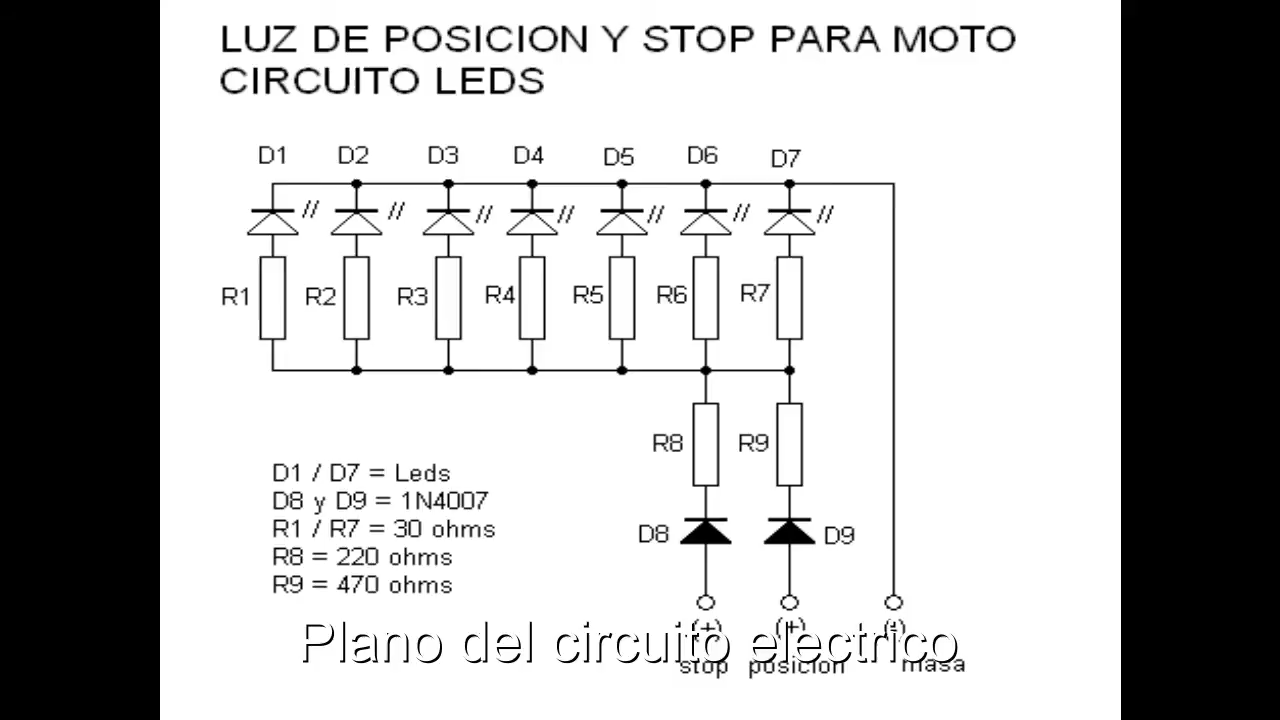 LUZ DE POSICION Y STOP PARA MOTO
CIRCUITO LEDS
D1 D2 D3 D4 D5 D6 D7
// // // // // // //
R1 R2 R3 R4 R5 R6 R7
R8 R9
D1 / D7 = Leds
D8 y D9 = 1N4007
R1 / R7 = 30 ohms
R8 = 220 ohms
R9 = 470 ohms
D8 D9
(+) (+) (-)
stop posicion masa
Plano del circuito electrico